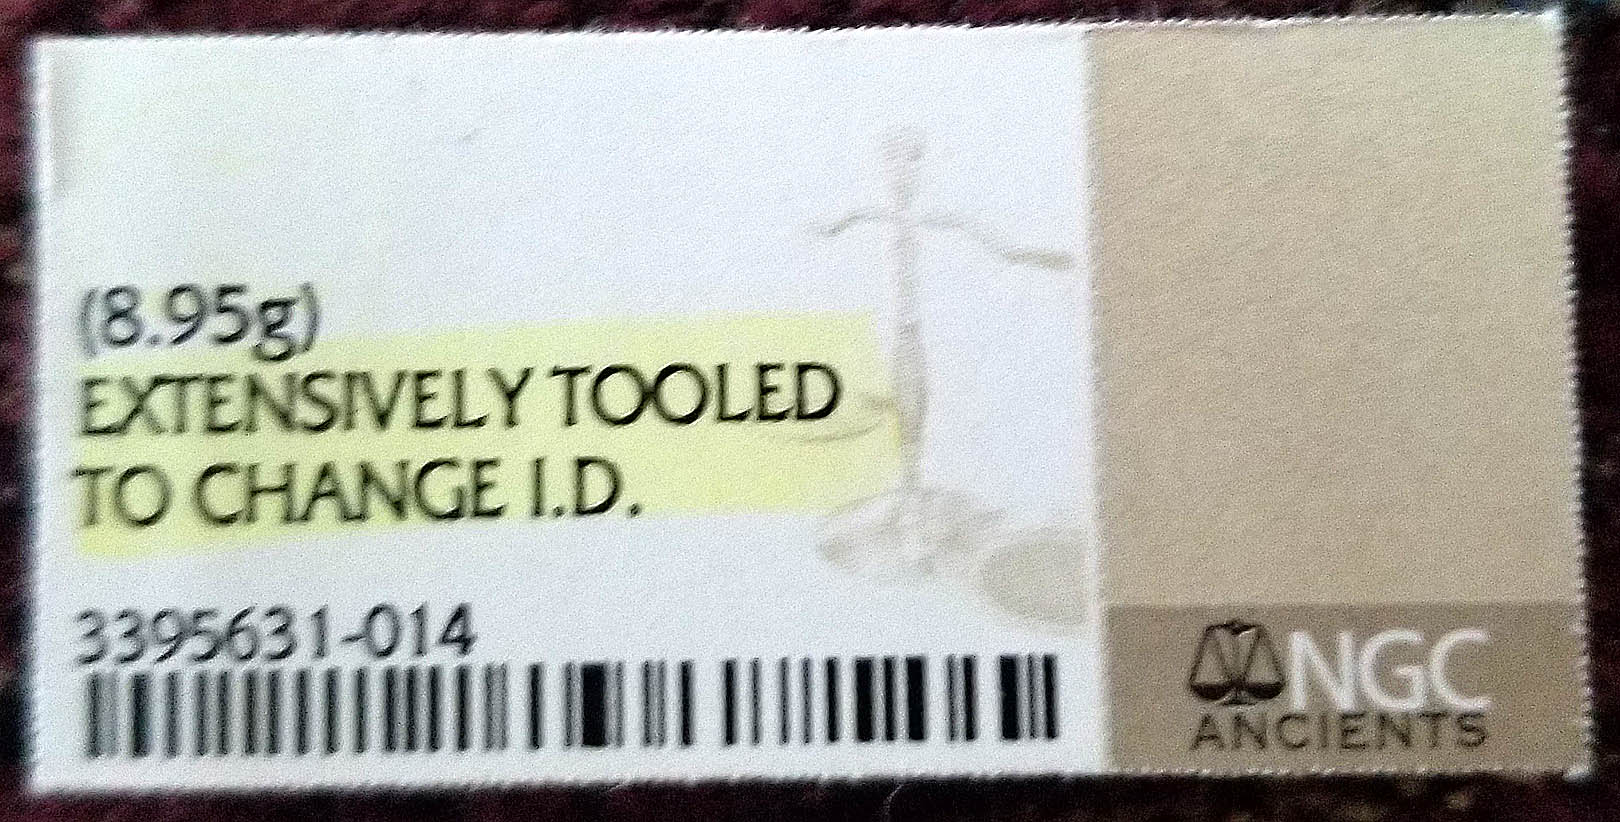 (8.95g)
EXTENSIVELY TOOLED
TO CHANGE I.D.
3395631-014
NGC
ANCIENTS